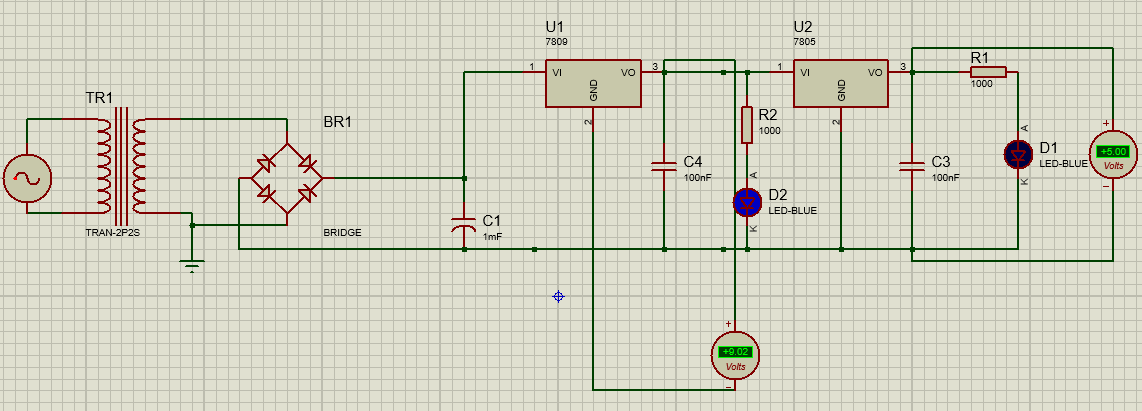 TR1
TRAN-2P2S
BR1
BRIDGE
C1
1mF
U1
7809
1
VI
VO
3
GND
2
C4
100nF
R2
1000
A
D2
LED-BLUE
K
+
+9.02
Volts
−
U2
7805
1
VI
VO
3
GND
2
C3
100nF
R1
1000
A
D1
LED-BLUE
K
+
+5.00
Volts
−